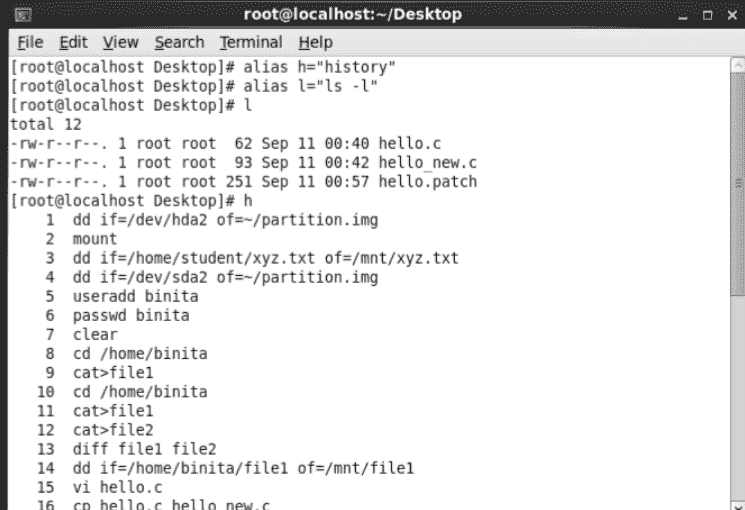 root@localhost:~/Desktop
File Edit View Search Terminal Help
[root@localhost Desktop]# alias h="history"
[root@localhost Desktop]# alias l="ls -l"
[root@localhost Desktop]# l
total 12
-rw-r--r--. 1 root root  62 Sep 11 00:40 hello.c
-rw-r--r--. 1 root root  93 Sep 11 00:42 hello_new.c
-rw-r--r--. 1 root root 251 Sep 11 00:57 hello.patch
[root@localhost Desktop]# h
    1  dd if=/dev/hda2 of=~/partition.img
    2  mount
    3  dd if=/home/student/xyz.txt of=/mnt/xyz.txt
    4  dd if=/dev/sda2 of=~/partition.img
    5  useradd binita
    6  passwd binita
    7  clear
    8  cd /home/binita
    9  cat>file1
   10  cd /home/binita
   11  cat>file1
   12  cat>file2
   13  diff file1 file2
   14  dd if=/home/binita/file1 of=/mnt/file1
   15  vi hello.c
   16  cp hello.c hello_new.c